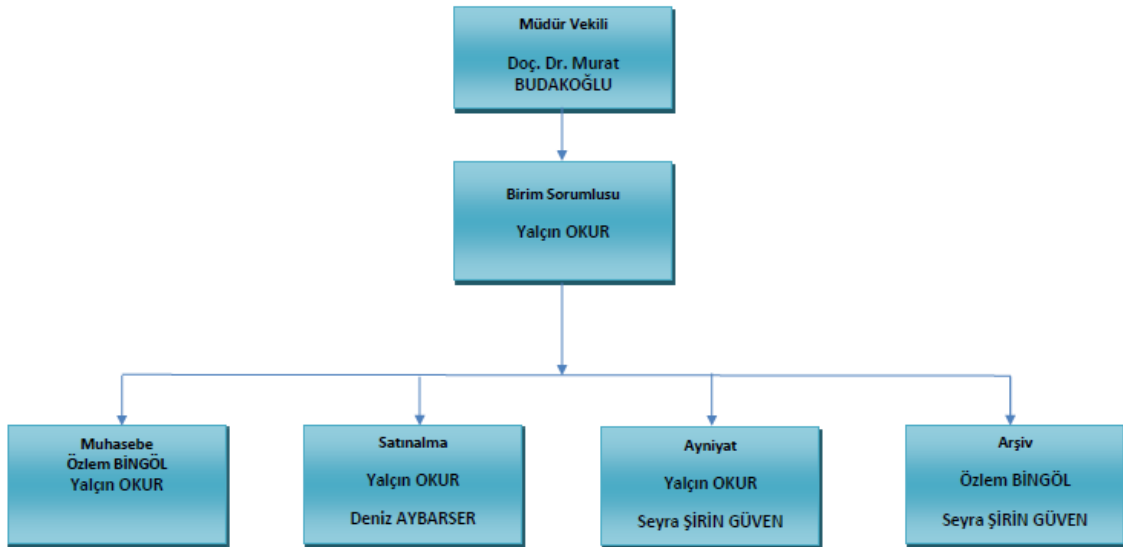 Müdür Vekili
Doç. Dr. Murat
BUDAKOĞLU
Birim Sorumlusu
Yalçın OKUR
Muhasebe
Özlem BİNGÖL
Yalçın OKUR
Satınalma
Yalçın OKUR
Deniz AYBARSER
Ayniyat
Yalçın OKUR
Seyra ŞİRİN GÜVEN
Arşiv
Özlem BİNGÖL
Seyra ŞİRİN GÜVEN